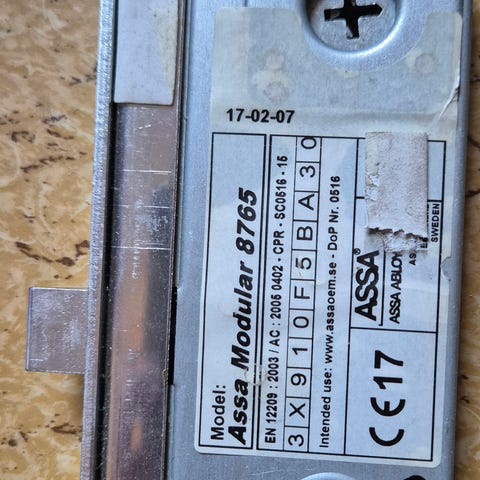 17-02-07
Model:
Assa Modular 8765
EN 12209 : 2003 / AC : 2005 0402 - CPR - SC0516 - 15
3 X 9 1 0 F 5 B A 3 0
Intended use: www.assaoem.se - DoP Nr. 0516
CE 17
ASSA®
ASSA ABLOY
SWEDEN